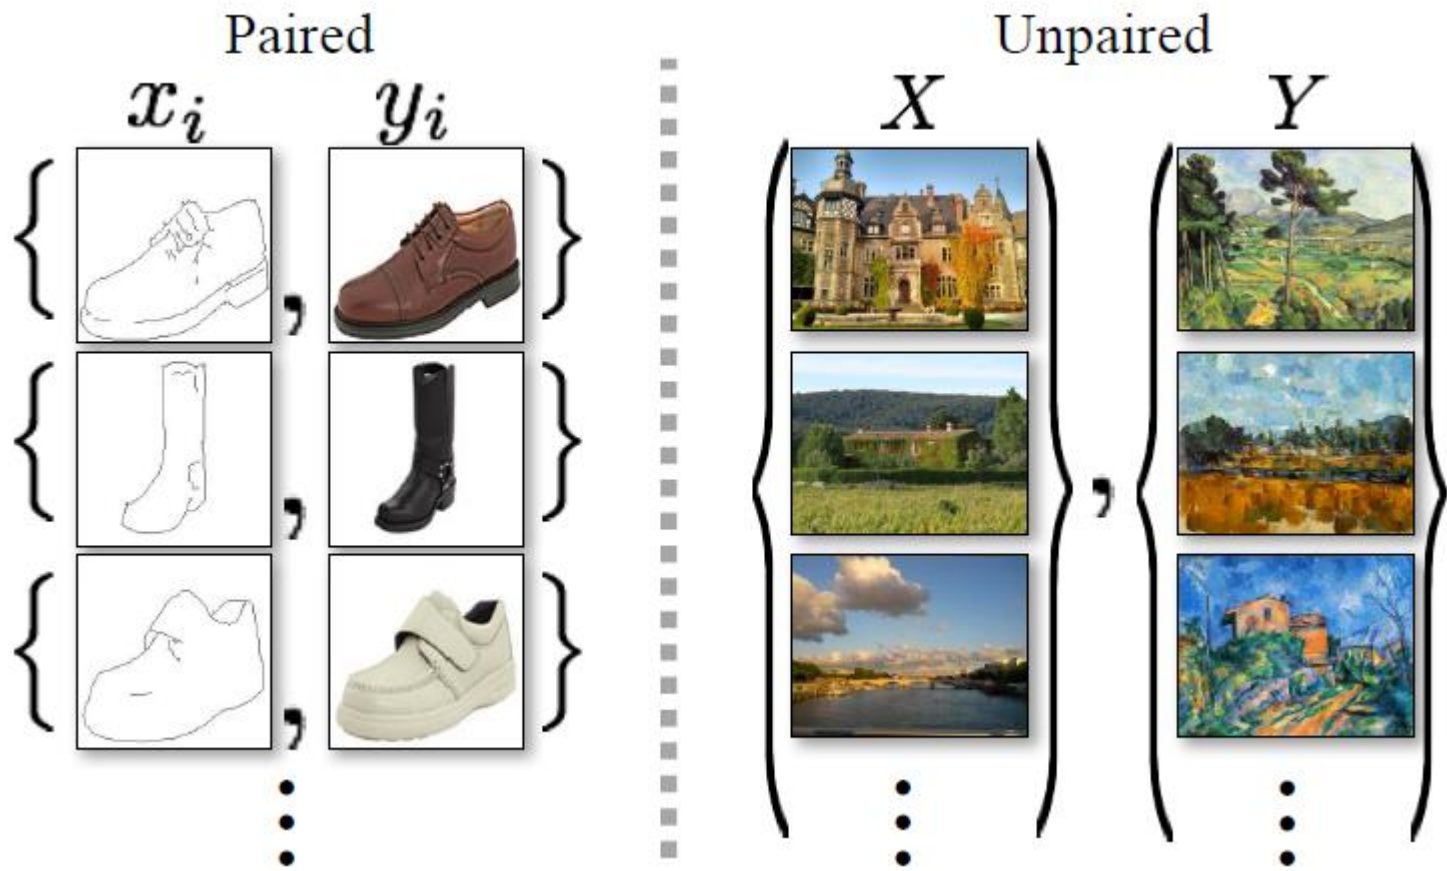 Paired Unpaired
x_i y_i X Y
{ , }
{ , } { } , { }
{ , }